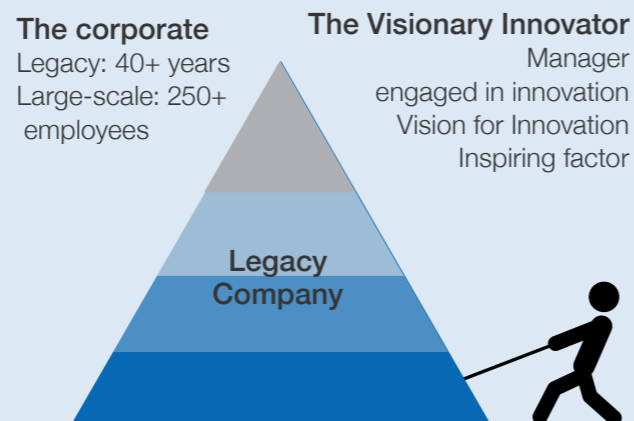 The corporate
Legacy: 40+ years
Large-scale: 250+
employees
The Visionary Innovator
Manager
engaged in innovation
Vision for Innovation
Inspiring factor
Legacy
Company